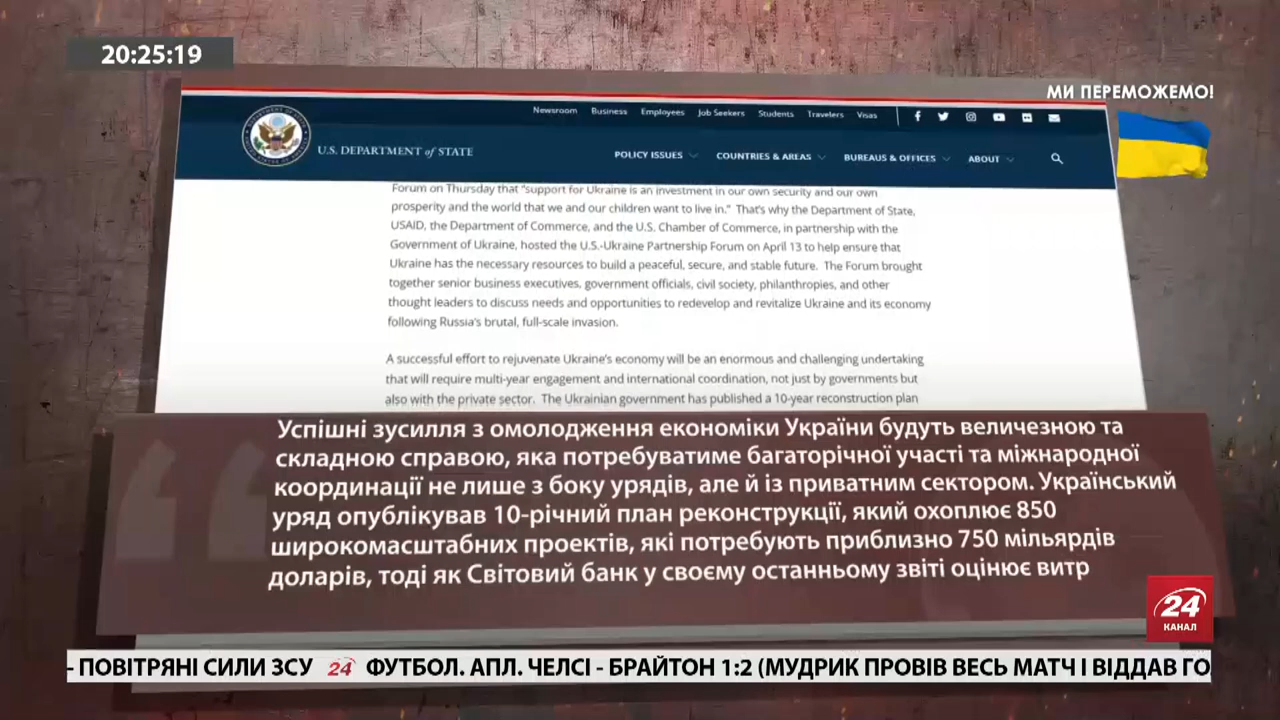 20:25:19
МИ ПЕРЕМОЖЕМО!
Newsroom Business Employees Job Seekers Students Travelers Visas
U.S. DEPARTMENT of STATE
POLICY ISSUES COUNTRIES & AREAS BUREAUS & OFFICES ABOUT
Forum on Thursday that “support for Ukraine is an investment in our own security and our own
prosperity and the world that we and our children want to live in.” That’s why the Department of State,
USAID, the Department of Commerce, and the U.S. Chamber of Commerce, in partnership with the
Government of Ukraine, hosted the U.S.-Ukraine Partnership Forum on April 13 to help ensure that
Ukraine has the necessary resources to build a peaceful, secure, and stable future. The Forum brought
together senior business executives, government officials, civil society, philanthropies, and other
thought leaders to discuss needs and opportunities to redevelop and revitalize Ukraine and its economy
following Russia’s brutal, full-scale invasion.
A successful effort to rejuvenate Ukraine’s economy will be an enormous and challenging undertaking
that will require multi-year engagement and international coordination, not just by governments but
also with the private sector. The Ukrainian government has published a 10-year reconstruction plan
Успішні зусилля з омолодження економіки України будуть величезною та
складною справою, яка потребуватиме багаторічної участі та міжнародної
координації не лише з боку урядів, але й із приватним сектором. Український
уряд опублікував 10-річний план реконструкції, який охоплює 850
широкомасштабних проектів, які потребують приблизно 750 мільярдів
доларів, тоді як Світовий банк у своєму останньому звіті оцінює витр
24
КАНАЛ
- ПОВІТРЯНІ СИЛИ ЗСУ 24 ФУТБОЛ. АПЛ. ЧЕЛСІ - БРАЙТОН 1:2 (МУДРИК ПРОВІВ ВЕСЬ МАТЧ І ВІДДАВ ГО